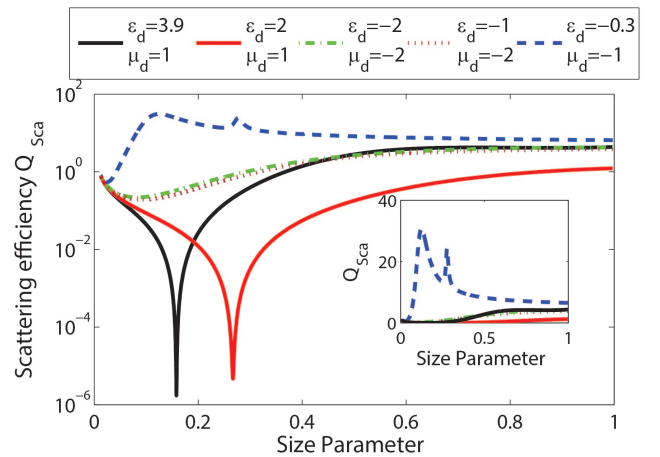 ε_d=3.9 ε_d=2 ε_d=−2 ε_d=−1 ε_d=−0.3
μ_d=1 μ_d=1 μ_d=−2 μ_d=−2 μ_d=−1
Scattering efficiency Q_Sca
10^2
10^0
10^−2
10^−4
10^−6
0 0.2 0.4 0.6 0.8 1
Size Parameter
Q_Sca
40
20
0
0 0.5 1
Size Parameter